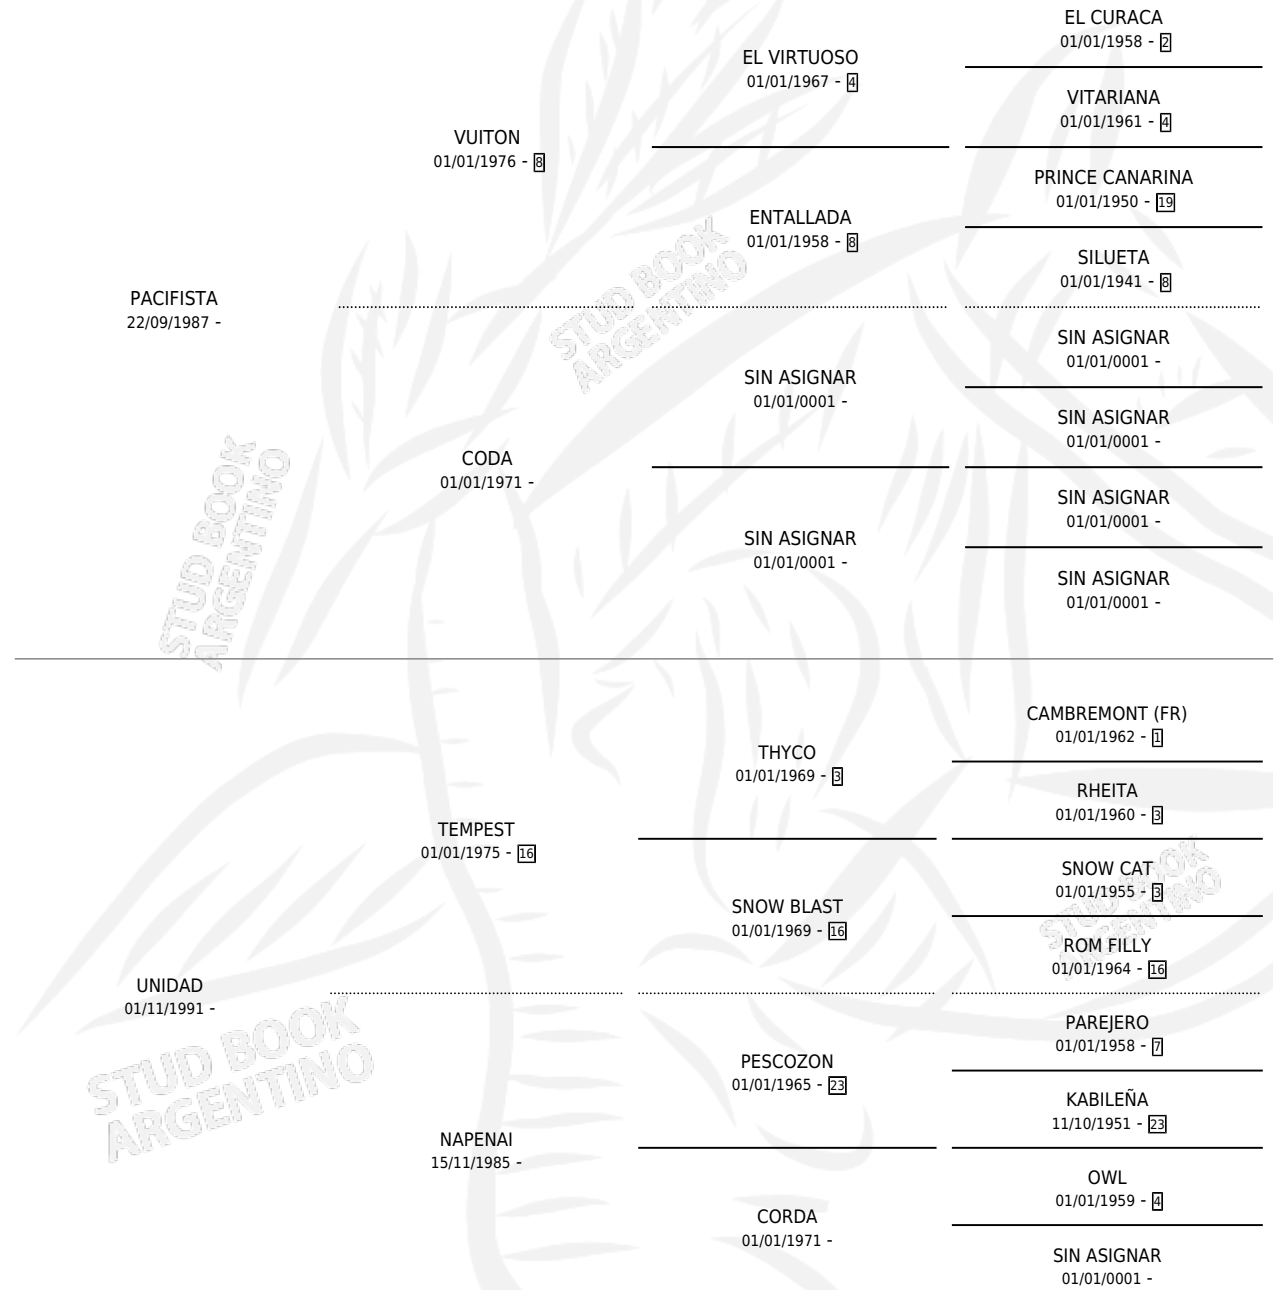 EL CURACA
01/01/1958 - 2
EL VIRTUOSO
01/01/1967 - 4
VITARIANA
01/01/1961 - 4
VUITON
01/01/1976 - 8
PRINCE CANARINA
01/01/1950 - 19
ENTALLADA
01/01/1958 - 8
SILUETA
01/01/1941 - 8
PACIFISTA
22/09/1987 -
SIN ASIGNAR
01/01/0001 -
SIN ASIGNAR
01/01/0001 -
SIN ASIGNAR
01/01/0001 -
CODA
01/01/1971 -
SIN ASIGNAR
01/01/0001 -
SIN ASIGNAR
01/01/0001 -
SIN ASIGNAR
01/01/0001 -
STUD BOOK
ARGENTINO
STUD BOOK
ARGENTINO
CAMBREMONT (FR)
01/01/1962 - 1
THYCO
01/01/1969 - 3
RHEITA
01/01/1960 - 3
TEMPEST
01/01/1975 - 16
SNOW CAT
01/01/1955 - 3
SNOW BLAST
01/01/1969 - 16
ROM FILLY
01/01/1964 - 16
UNIDAD
01/11/1991 -
PAREJERO
01/01/1958 - 7
PESCOZON
01/01/1965 - 23
KABILEÑA
11/10/1951 - 23
NAPENAI
15/11/1985 -
OWL
01/01/1959 - 4
CORDA
01/01/1971 -
SIN ASIGNAR
01/01/0001 -
STUD BOOK
ARGENTINO
STUD BOOK
ARGENTINO